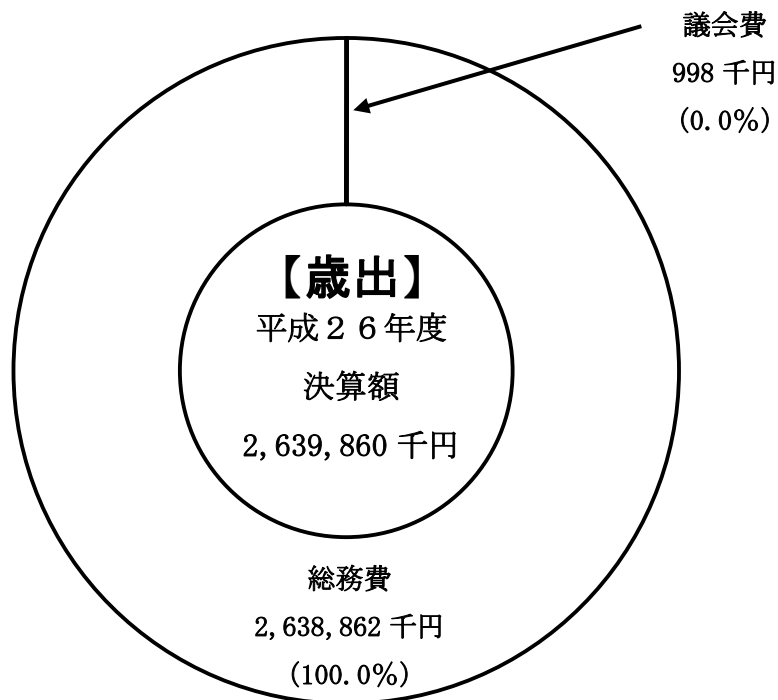 議会費
998 千円
(0.0%)
【歳出】
平成２６年度
決算額
2,639,860 千円
総務費
2,638,862 千円
(100.0%)